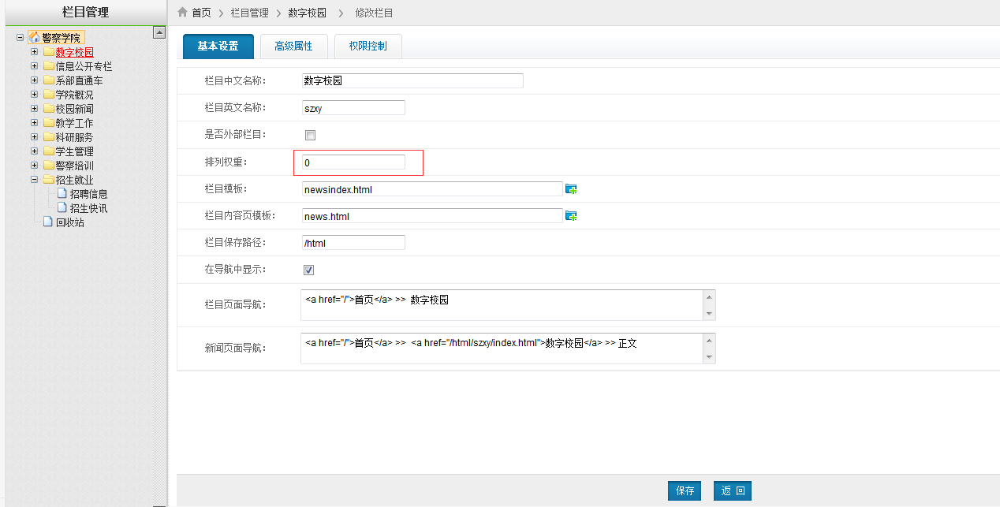 栏目管理
警察学院
数字校园
信息公开专栏
系部直通车
学院概况
校园新闻
教学工作
科研服务
学生管理
警察培训
招生就业
招聘信息
招生快讯
回收站
首页 > 栏目管理 > 数字校园 > 修改栏目
基本设置 高级属性 权限控制
栏目中文名称： 数字校园
栏目英文名称： szxy
是否外部栏目：
排列权重： 0
栏目模板： newsindex.html
栏目内容页模板： news.html
栏目保存路径： /html
在导航中显示：
栏目页面导航： <a href="/">首页</a> >> 数字校园
新闻页面导航： <a href="/">首页</a> >> <a href="/html/szxy/index.html">数字校园</a> >> 正文
保存 返 回